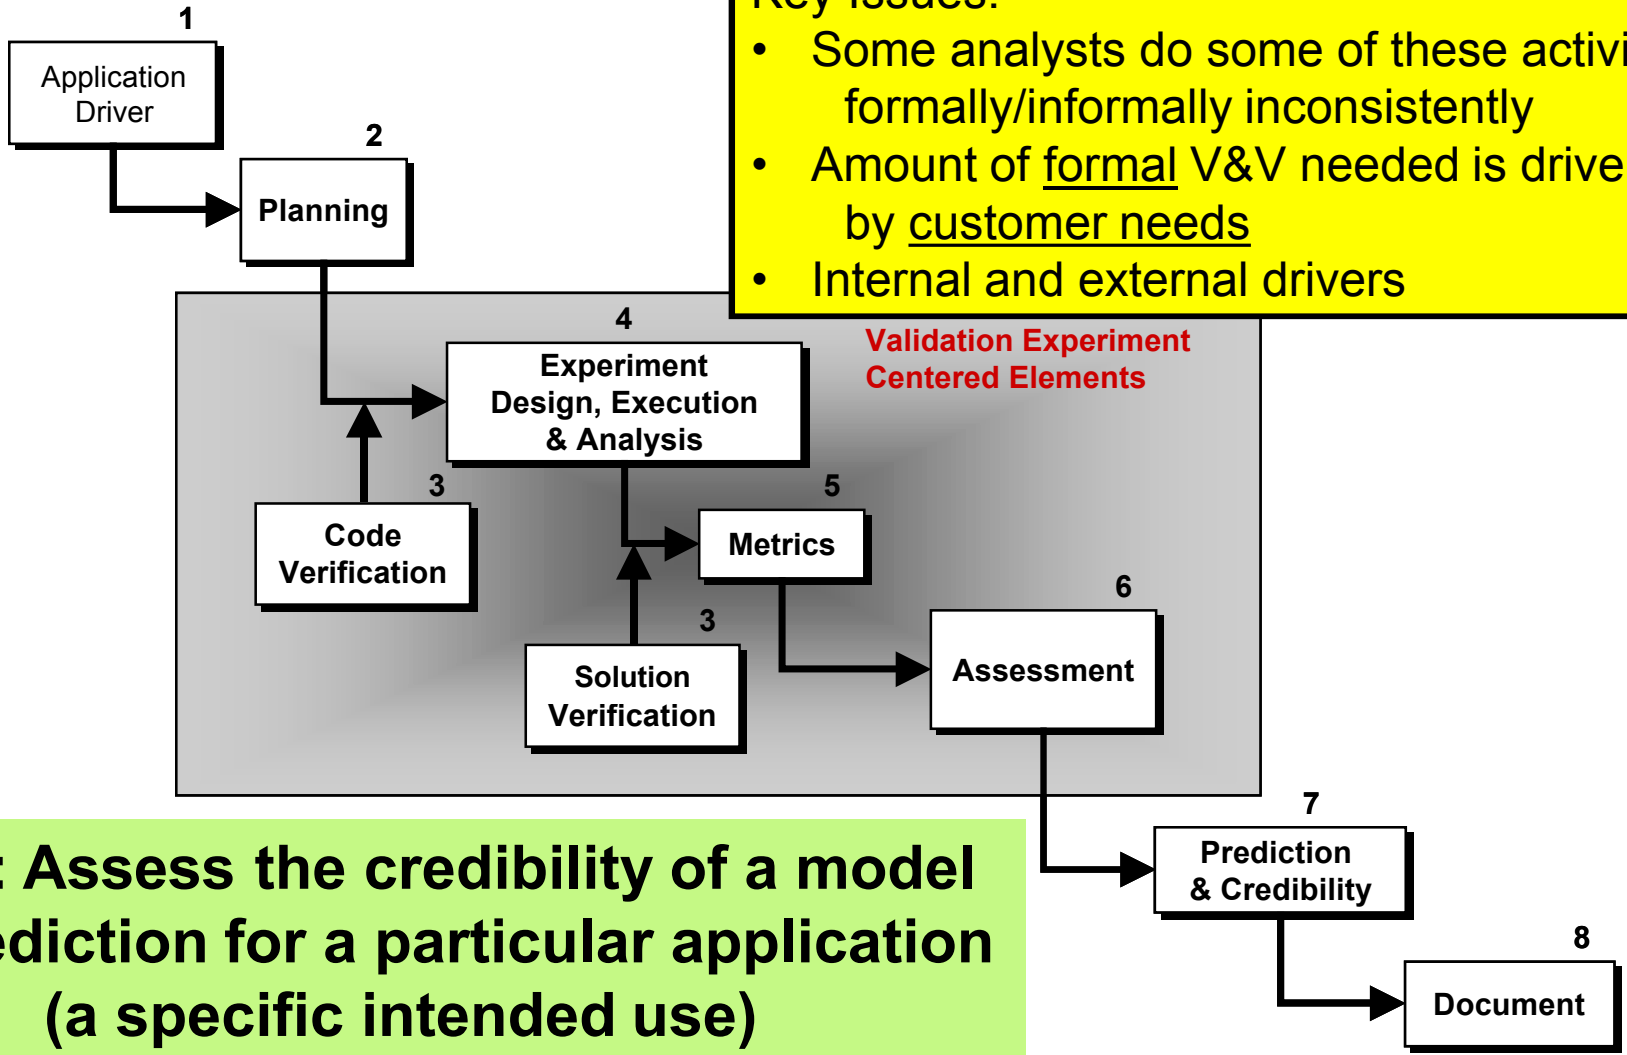 1
Application
Driver
2
Planning
Key Issues:
• Some analysts do some of these
formally/informally inconsistently
• Amount of formal V&V needed is
by customer needs
• Internal and external drivers
Validation Experiment
Centered Elements
4
Experiment
Design, Execution
& Analysis
3
Code
Verification
5
Metrics
3
Solution
Verification
6
Assessment
7
Prediction
& Credibility
8
Document
: Assess the credibility of a model
for a particular application
(a specific intended use)